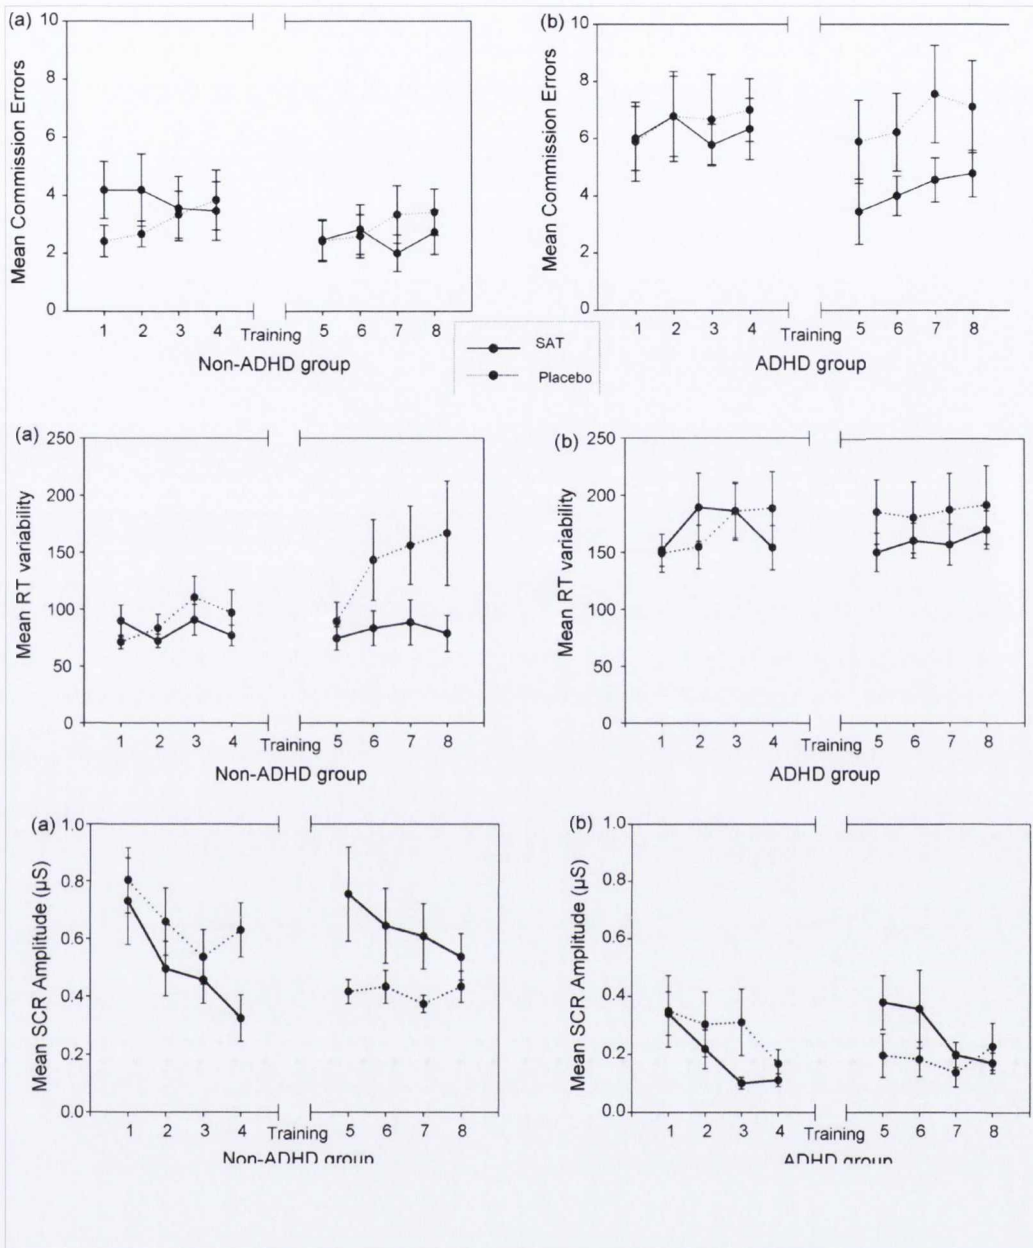 (a)
Mean Commission Errors
10
8
6
4
2
0
1 2 3 4 Training 5 6 7 8
Non-ADHD group
(b)
Mean Commission Errors
10
8
6
4
2
0
1 2 3 4 Training 5 6 7 8
ADHD group
SAT
Placebo
(a)
Mean RT variability
250
200
150
100
50
0
1 2 3 4 Training 5 6 7 8
Non-ADHD group
(b)
Mean RT variability
250
200
150
100
50
0
1 2 3 4 Training 5 6 7 8
ADHD group
(a)
Mean SCR Amplitude (µS)
1.0
0.8
0.6
0.4
0.2
0.0
1 2 3 4 Training 5 6 7 8
Non-ADHD group
(b)
Mean SCR Amplitude (µS)
1.0
0.8
0.6
0.4
0.2
0.0
1 2 3 4 Training 5 6 7 8
ADHD group